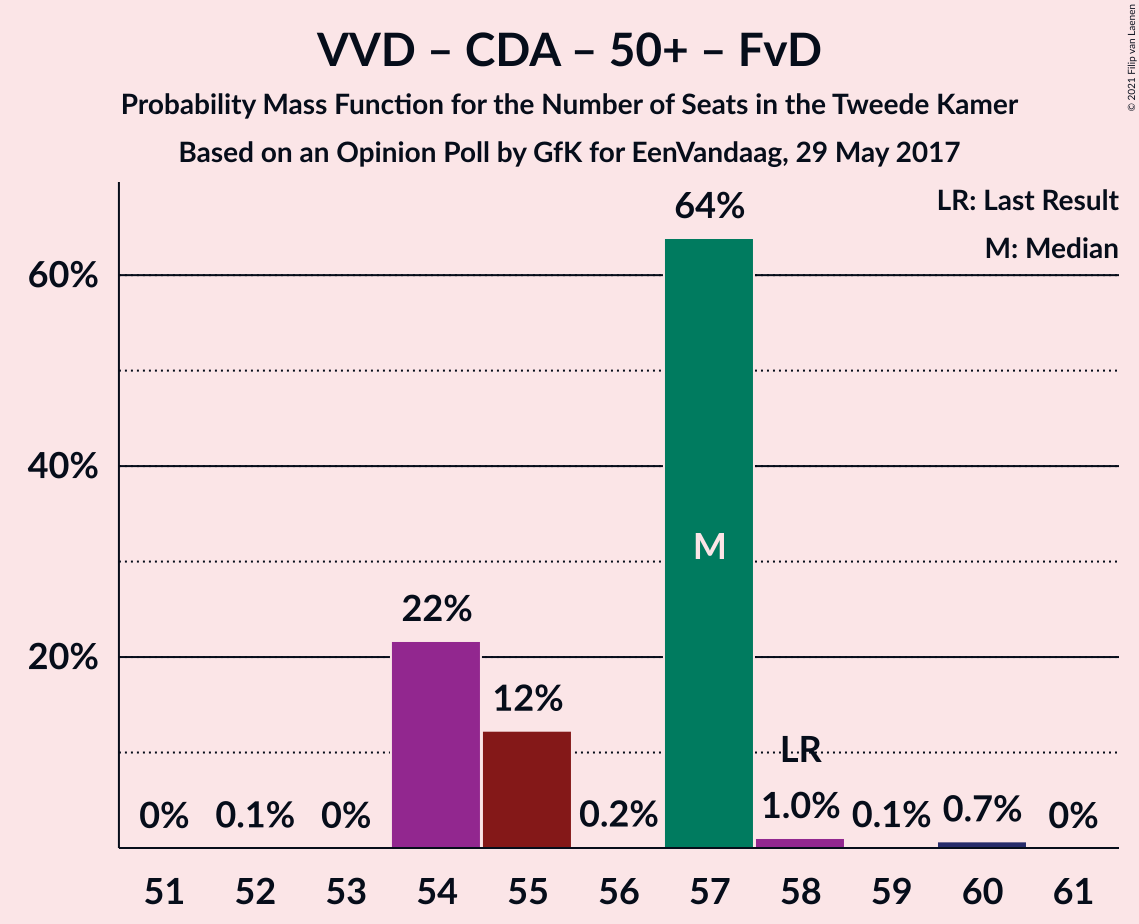 VVD – CDA – 50+ – FvD
Probability Mass Function for the Number of Seats in the Tweede Kamer
Based on an Opinion Poll by GfK for EenVandaag, 29 May 2017
© 2021 Filip van Laenen
LR: Last Result
M: Median
60%
40%
20%
0%
0.1%
0%
22%
12%
0.2%
64%
M
LR
1.0%
0.1%
0.7%
0%
51 52 53 54 55 56 57 58 59 60 61